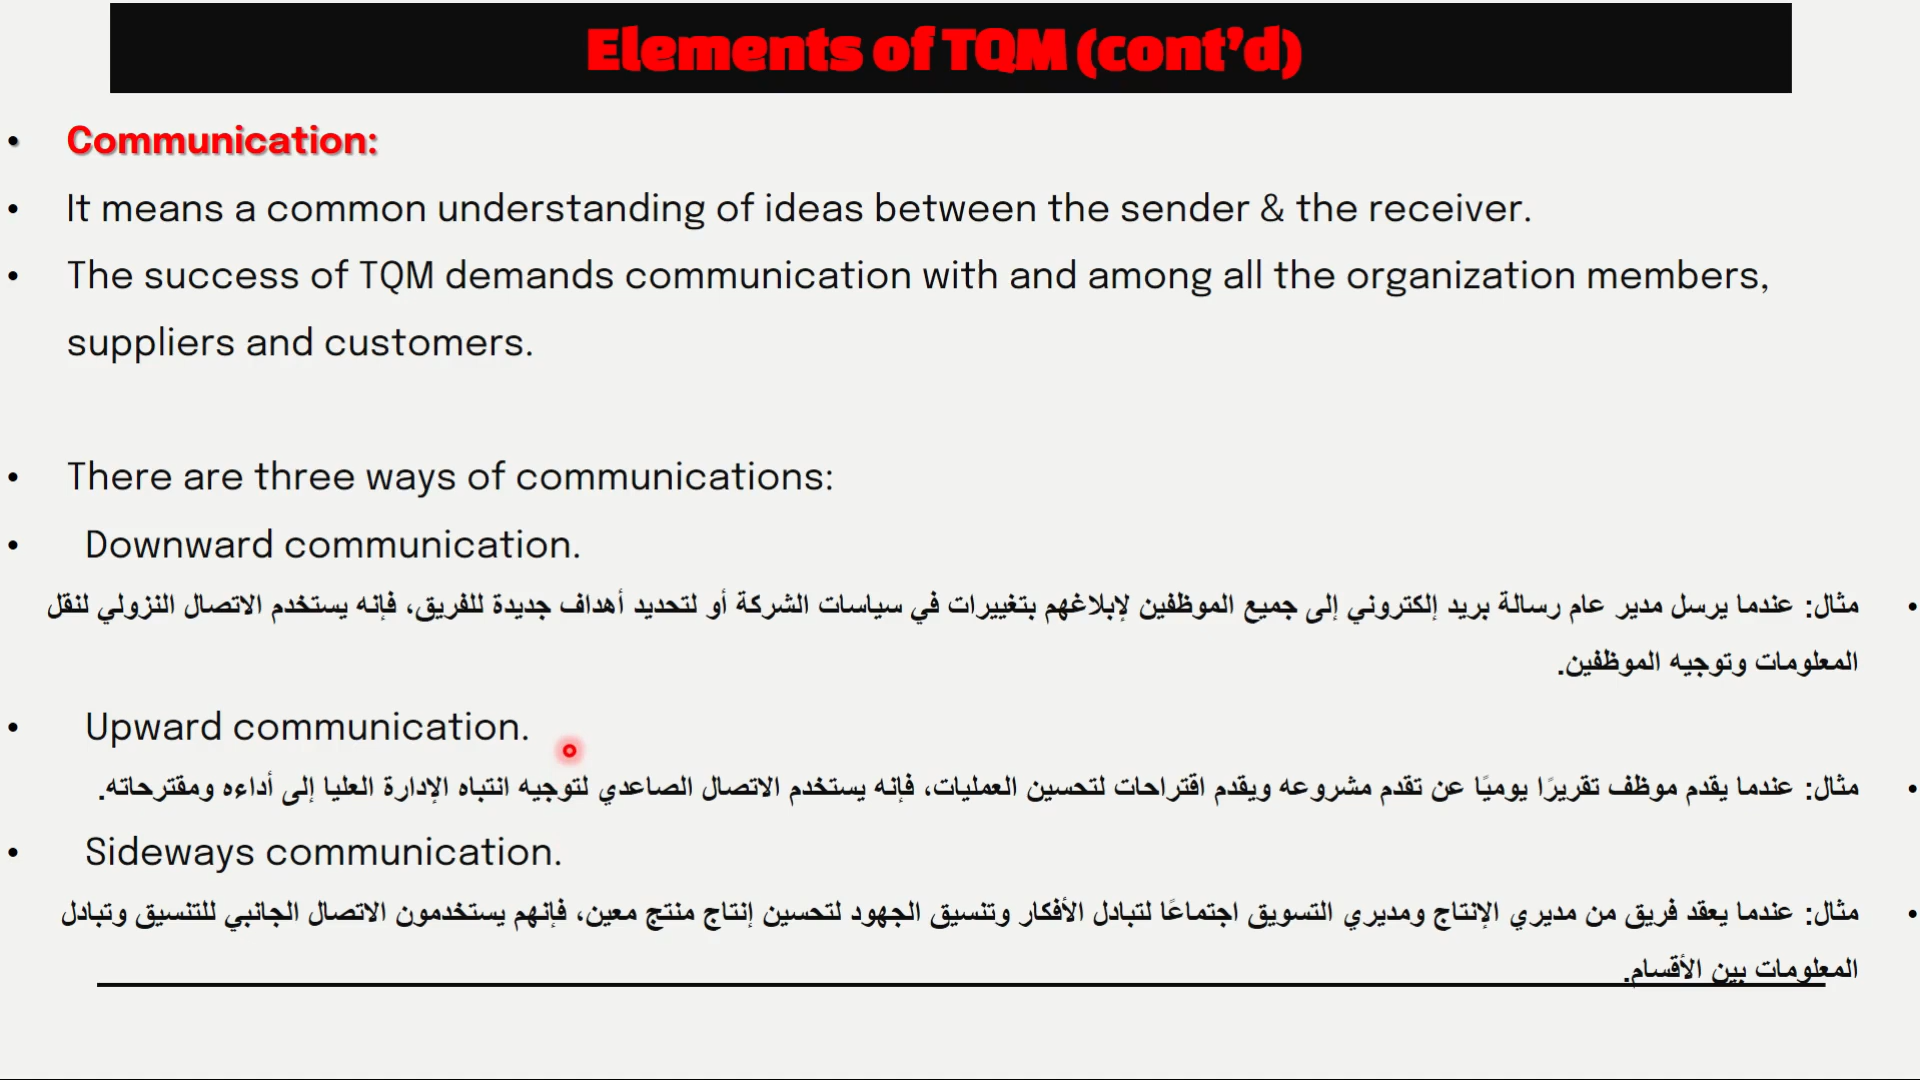 Elements of TQM (cont’d)
• Communication:
• It means a common understanding of ideas between the sender & the receiver.
• The success of TQM demands communication with and among all the organization members,
suppliers and customers.
• There are three ways of communications:
• Downward communication.
• مثال: عندما يرسل مدير عام رسالة بريد إلكتروني إلى جميع الموظفين لإبلاغهم بتغييرات في سياسات الشركة أو لتحديد أهداف جديدة للفريق، فإنه يستخدم الاتصال النزولي لنقل
المعلومات وتوجيه الموظفين.
• Upward communication.
• مثال: عندما يقدم موظف تقريرًا يوميًا عن تقدم مشروعه ويقدم اقتراحات لتحسين العمليات، فإنه يستخدم الاتصال الصاعدي لتوجيه انتباه الإدارة العليا إلى أداءه ومقترحاته.
• Sideways communication.
• مثال: عندما يعقد فريق من مديري الإنتاج ومديري التسويق اجتماعًا لتبادل الأفكار وتنسيق الجهود لتحسين إنتاج منتج معين، فإنهم يستخدمون الاتصال الجانبي للتنسيق وتبادل
المعلومات بين الأقسام.